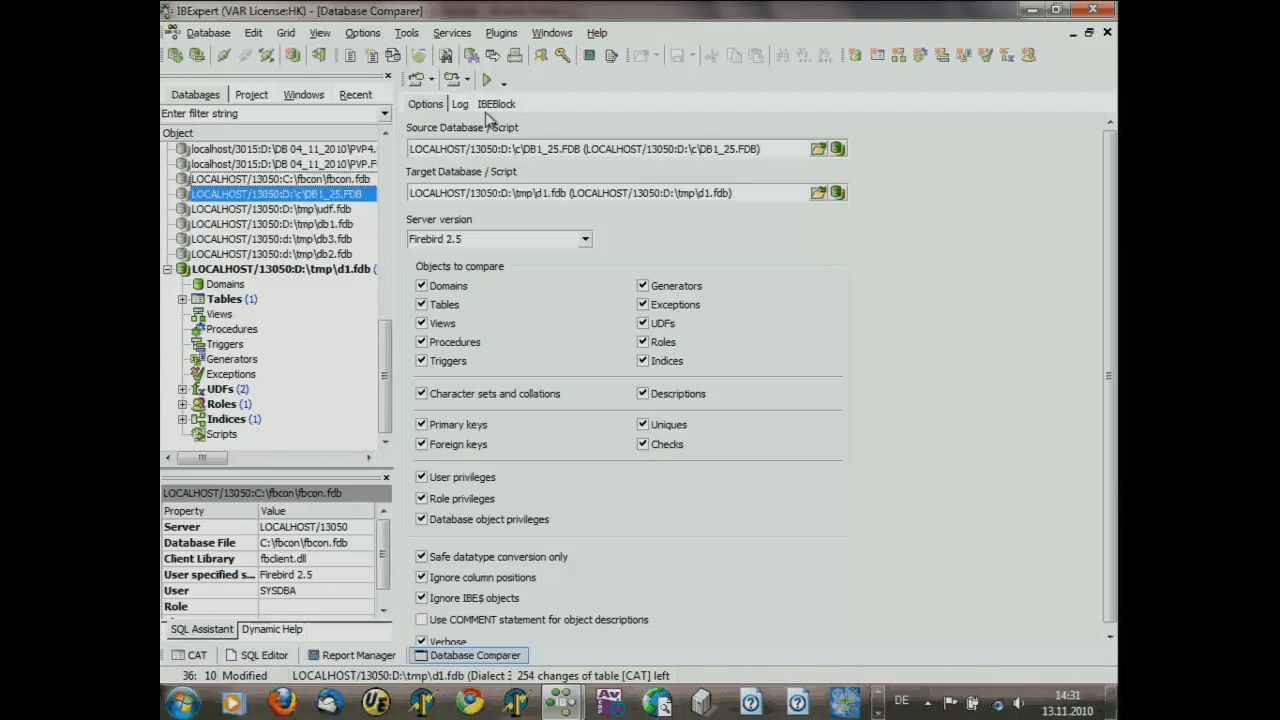 IBExpert (VAR License:HK) - [Database Comparer]
Database Edit Grid View Options Tools Services Plugins Windows Help
Databases Project Windows Recent
Enter filter string
Object
localhost/3015:D:\DB 04_11_2010\PVP4.
localhost/3015:D:\DB 04_11_2010\PVP.F
LOCALHOST/13050:C:\fbcon\fbcon.fdb
LOCALHOST/13050:D:\c\DB1_25.FDB
LOCALHOST/13050:D:\tmp\udf.fdb
LOCALHOST/13050:D:\tmp\db1.fdb
LOCALHOST/13050:d:\tmp\db3.fdb
LOCALHOST/13050:d:\tmp\db2.fdb
LOCALHOST/13050:D:\tmp\d1.fdb (
Domains
Tables (1)
Views
Procedures
Triggers
Generators
Exceptions
UDFs (2)
Roles (1)
Indices (1)
Scripts
LOCALHOST/13050:C:\fbcon\fbcon.fdb
Property Value
Server LOCALHOST/13050
Database File C:\fbcon\fbcon.fdb
Client Library fbclient.dll
User specified s... Firebird 2.5
User SYSDBA
Role
SQL Assistant Dynamic Help
Options Log IBEBlock
Source Database / Script
LOCALHOST/13050:D:\c\DB1_25.FDB (LOCALHOST/13050:D:\c\DB1_25.FDB)
Target Database / Script
LOCALHOST/13050:D:\tmp\d1.fdb (LOCALHOST/13050:D:\tmp\d1.fdb)
Server version
Firebird 2.5
Objects to compare
Domains Generators
Tables Exceptions
Views UDFs
Procedures Roles
Triggers Indices
Character sets and collations Descriptions
Primary keys Uniques
Foreign keys Checks
User privileges
Role privileges
Database object privileges
Safe datatype conversion only
Ignore column positions
Ignore IBE$ objects
Use COMMENT statement for object descriptions
Verbose
CAT SQL Editor Report Manager Database Comparer
36: 10 Modified LOCALHOST/13050:D:\tmp\d1.fdb (Dialect 3 254 changes of table [CAT] left
DE 14:31
13.11.2010